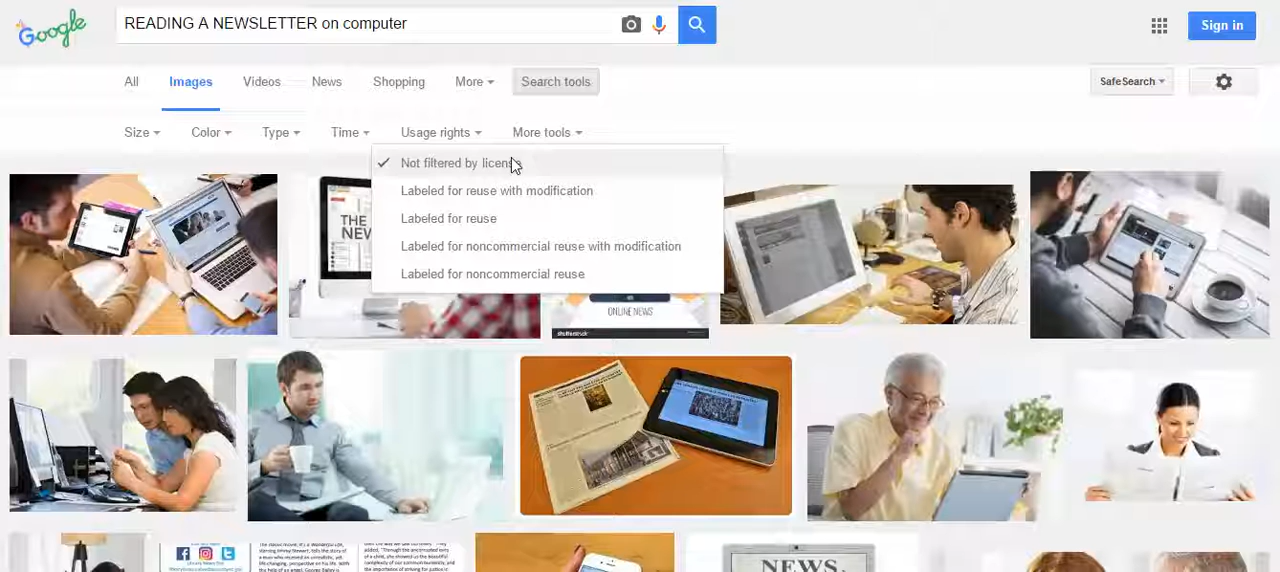 Google
READING A NEWSLETTER on computer
Sign in
All Images Videos News Shopping More Search tools
SafeSearch
Size Color Type Time Usage rights More tools
Not filtered by
Labeled for reuse with modification
Labeled for reuse
Labeled for noncommercial reuse with modification
Labeled for noncommercial reuse
THE
ONLINE NEWS
shutterstock
NEWS